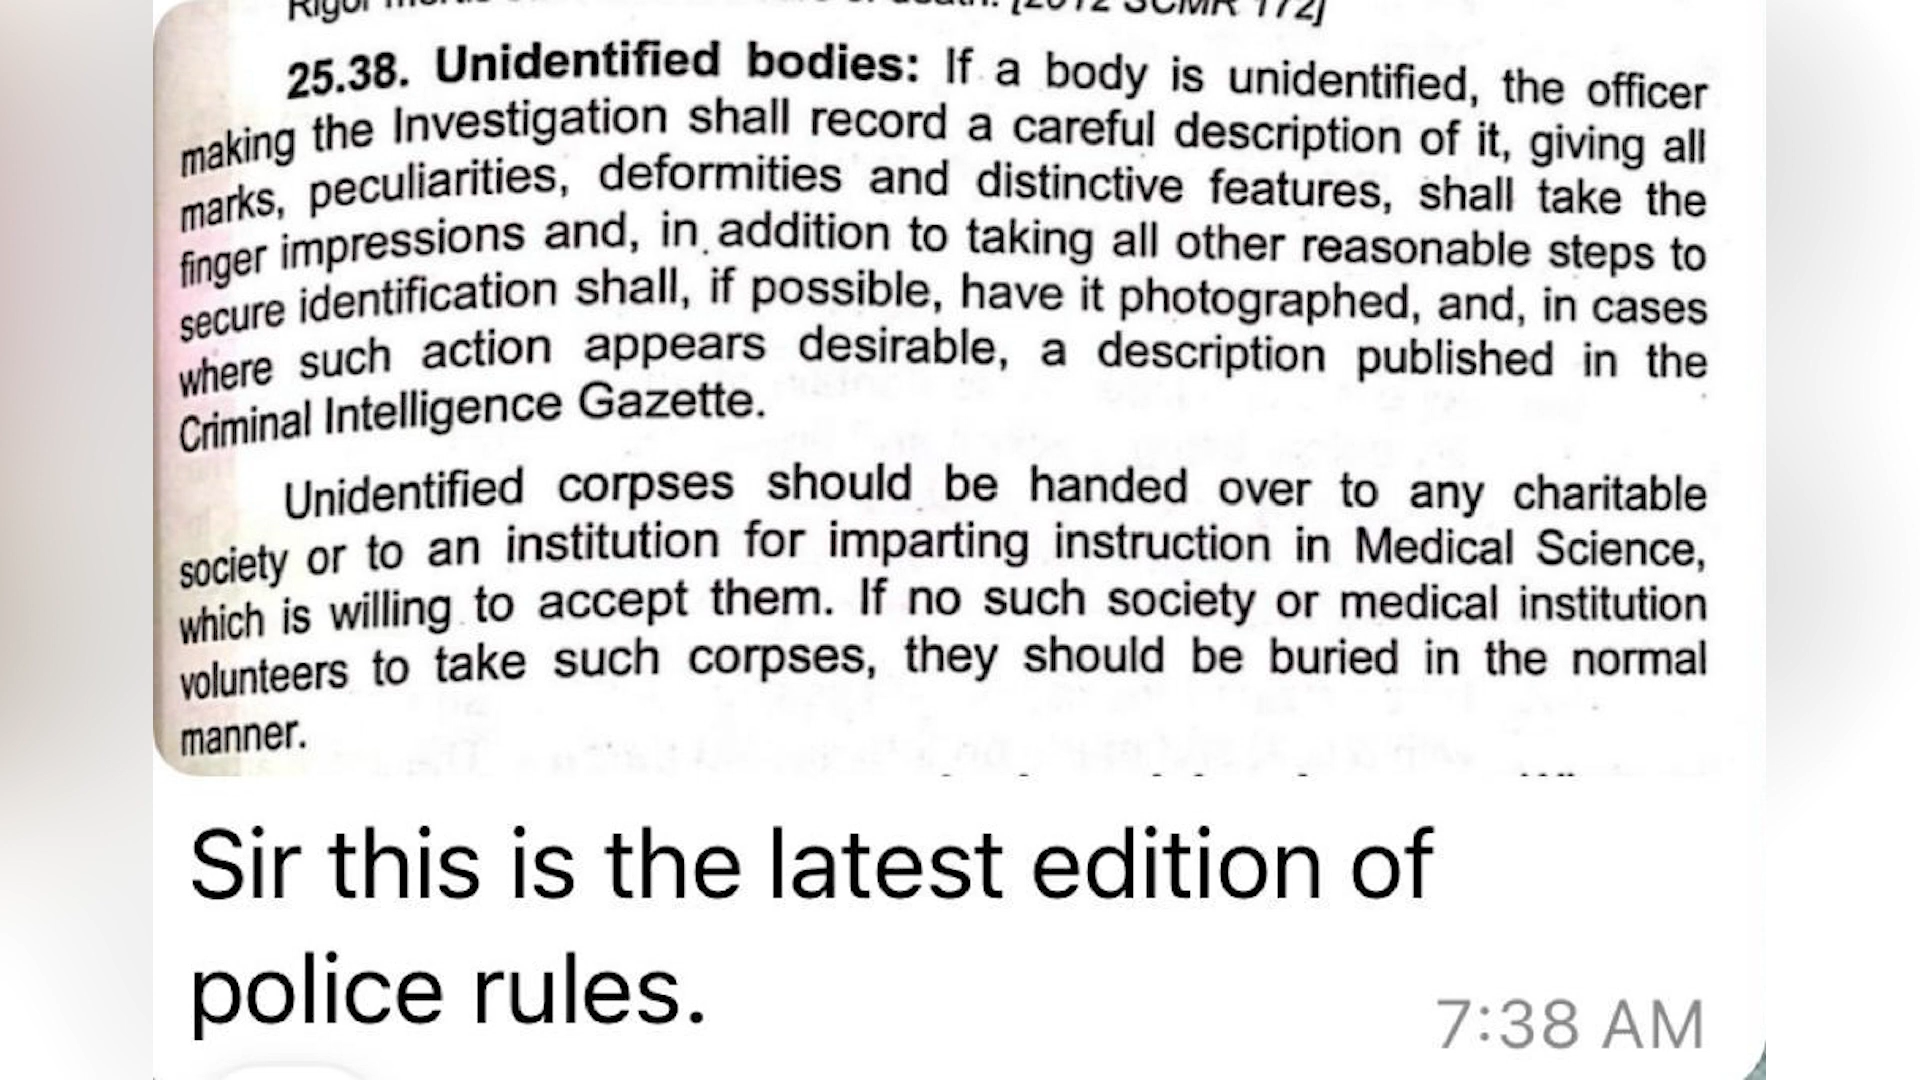 of death. [2012 SCMR 172]
25.38. Unidentified bodies: If a body is unidentified, the officer
making the Investigation shall record a careful description of it, giving all
marks, peculiarities, deformities and distinctive features, shall take the
finger impressions and, in addition to taking all other reasonable steps to
secure identification shall, if possible, have it photographed, and, in cases
where such action appears desirable, a description published in the
Criminal Intelligence Gazette.
Unidentified corpses should be handed over to any charitable
society or to an institution for imparting instruction in Medical Science,
which is willing to accept them. If no such society or medical institution
volunteers to take such corpses, they should be buried in the normal
manner.
Sir this is the latest edition of
police rules.
7:38 AM